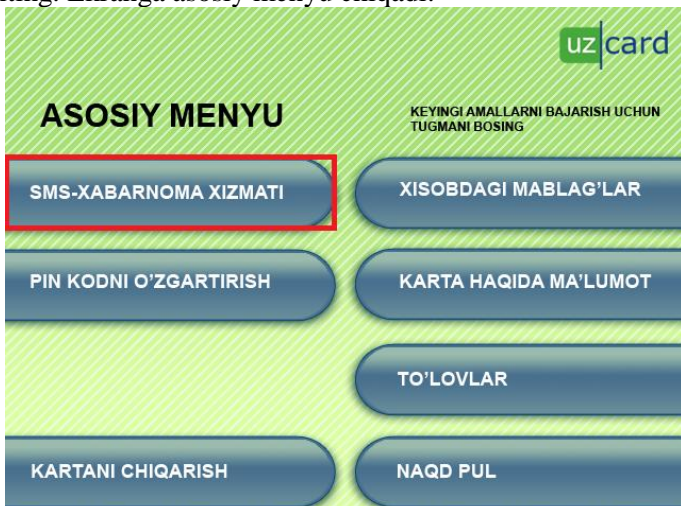 Ekranga asosiy menyu chiqadi.
uz card
ASOSIY MENYU
KEYINGI AMALLARNI BAJARISH UCHUN
TUGMANI BOSING
SMS-XABARNOMA XIZMATI
XISOBDAGI MABLAG’LAR
PIN KODNI O’ZGARTIRISH
KARTA HAQIDA MA’LUMOT
TO’LOVLAR
KARTANI CHIQARISH
NAQD PUL